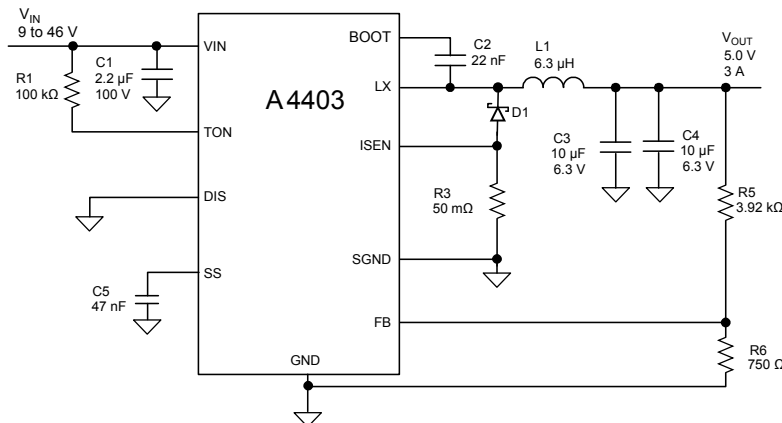 V_IN
9 to 46 V
R1
100 kΩ
C1
2.2 µF
100 V
VIN
TON
DIS
SS
C5
47 nF
A4403
GND
BOOT
LX
ISEN
SGND
FB
C2
22 nF
L1
6.3 µH
D1
R3
50 mΩ
C3
10 µF
6.3 V
C4
10 µF
6.3 V
V_OUT
5.0 V
3 A
R5
3.92 kΩ
R6
750 Ω